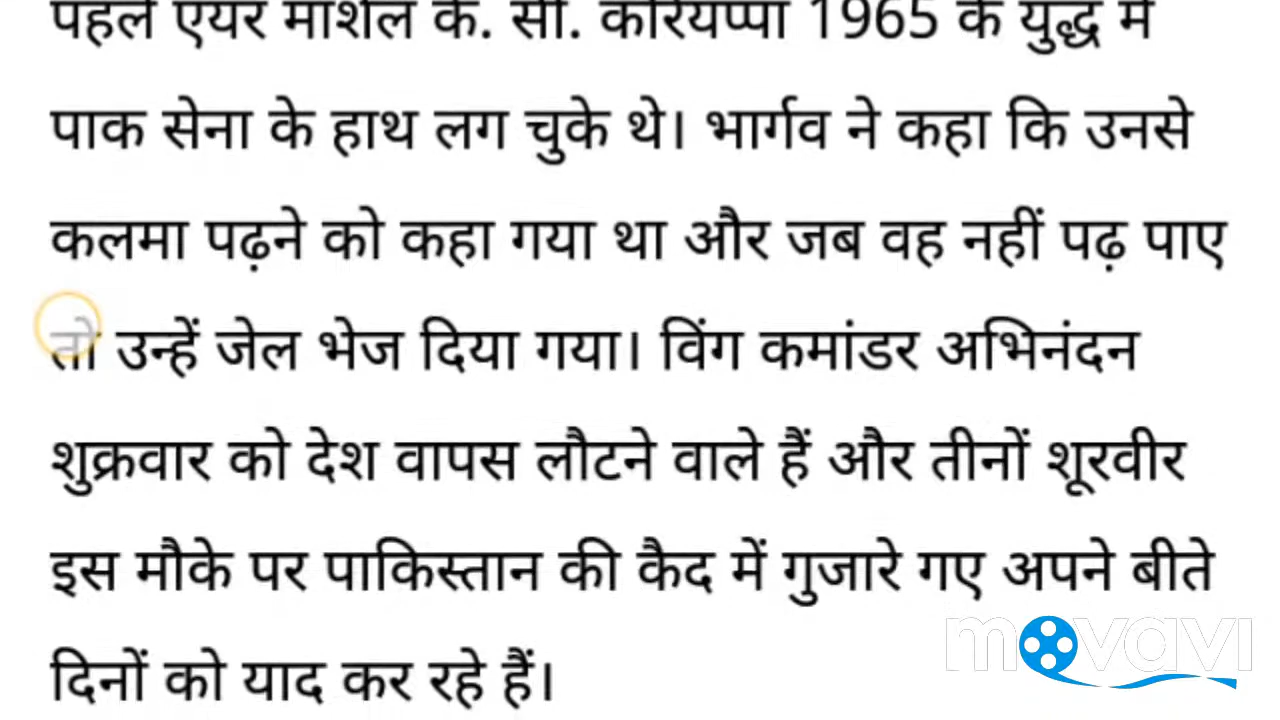 पहले एयर मार्शल के. सी. करियप्पा 1965 के युद्ध में
पाक सेना के हाथ लग चुके थे। भार्गव ने कहा कि उनसे
कलमा पढ़ने को कहा गया था और जब वह नहीं पढ़ पाए
तो उन्हें जेल भेज दिया गया। विंग कमांडर अभिनंदन
शुक्रवार को देश वापस लौटने वाले हैं और तीनों शूरवीर
इस मौके पर पाकिस्तान की कैद में गुजारे गए अपने बीते
दिनों को याद कर रहे हैं।
movavi